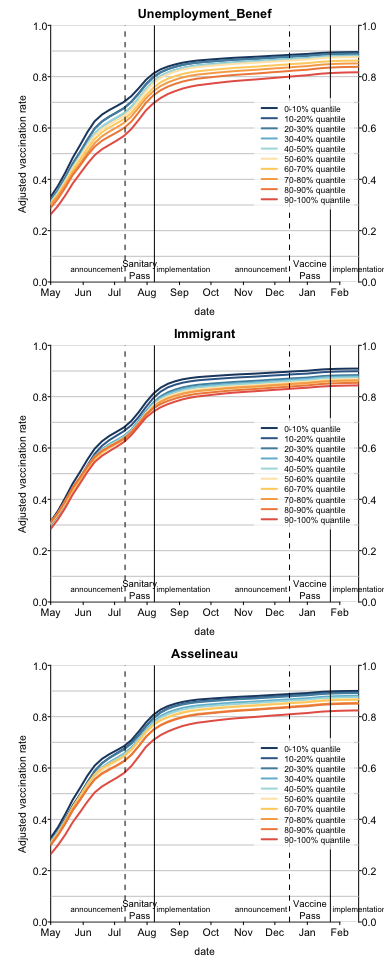 Unemployment_Benef
1.0 1.0
0.8 0.8
0.6 0.6
0.4 0.4
0.2 0.2
0.0 0.0
Adjusted vaccination rate
0-10% quantile
10-20% quantile
20-30% quantile
30-40% quantile
40-50% quantile
50-60% quantile
60-70% quantile
70-80% quantile
80-90% quantile
90-100% quantile
announcement Sanitary Pass implementation announcement Vaccine Pass implementation
May Jun Jul Aug Sep Oct Nov Dec Jan Feb
date
Immigrant
1.0 1.0
0.8 0.8
0.6 0.6
0.4 0.4
0.2 0.2
0.0 0.0
Adjusted vaccination rate
0-10% quantile
10-20% quantile
20-30% quantile
30-40% quantile
40-50% quantile
50-60% quantile
60-70% quantile
70-80% quantile
80-90% quantile
90-100% quantile
announcement Sanitary Pass implementation announcement Vaccine Pass implementation
May Jun Jul Aug Sep Oct Nov Dec Jan Feb
date
Asselineau
1.0 1.0
0.8 0.8
0.6 0.6
0.4 0.4
0.2 0.2
0.0 0.0
Adjusted vaccination rate
0-10% quantile
10-20% quantile
20-30% quantile
30-40% quantile
40-50% quantile
50-60% quantile
60-70% quantile
70-80% quantile
80-90% quantile
90-100% quantile
announcement Sanitary Pass implementation announcement Vaccine Pass implementation
May Jun Jul Aug Sep Oct Nov Dec Jan Feb
date